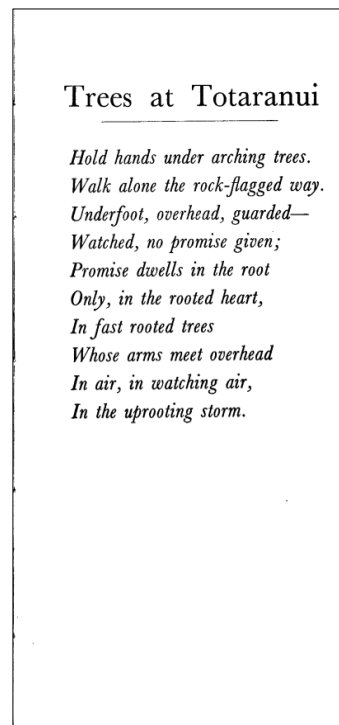 Trees at Totaranui
Hold hands under arching trees.
Walk alone the rock-flagged way.
Underfoot, overhead, guarded—
Watched, no promise given;
Promise dwells in the root
Only, in the rooted heart,
In fast rooted trees
Whose arms meet overhead
In air, in watching air,
In the uprooting storm.